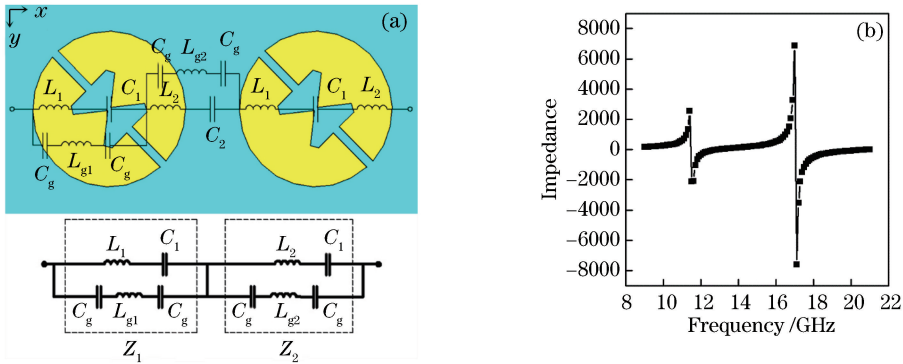 (a)
x
y
C_g L_g2 C_g
L_1 C_1 L_2 L_1 C_1 L_2
C_2
C_g L_g1 C_g
L_1 C_1 L_2 C_1
C_g L_g1 C_g C_g L_g2 C_g
Z_1 Z_2
(b)
Impedance
8000
6000
4000
2000
0
−2000
−4000
−6000
−8000
8 10 12 14 16 18 20 22
Frequency /GHz